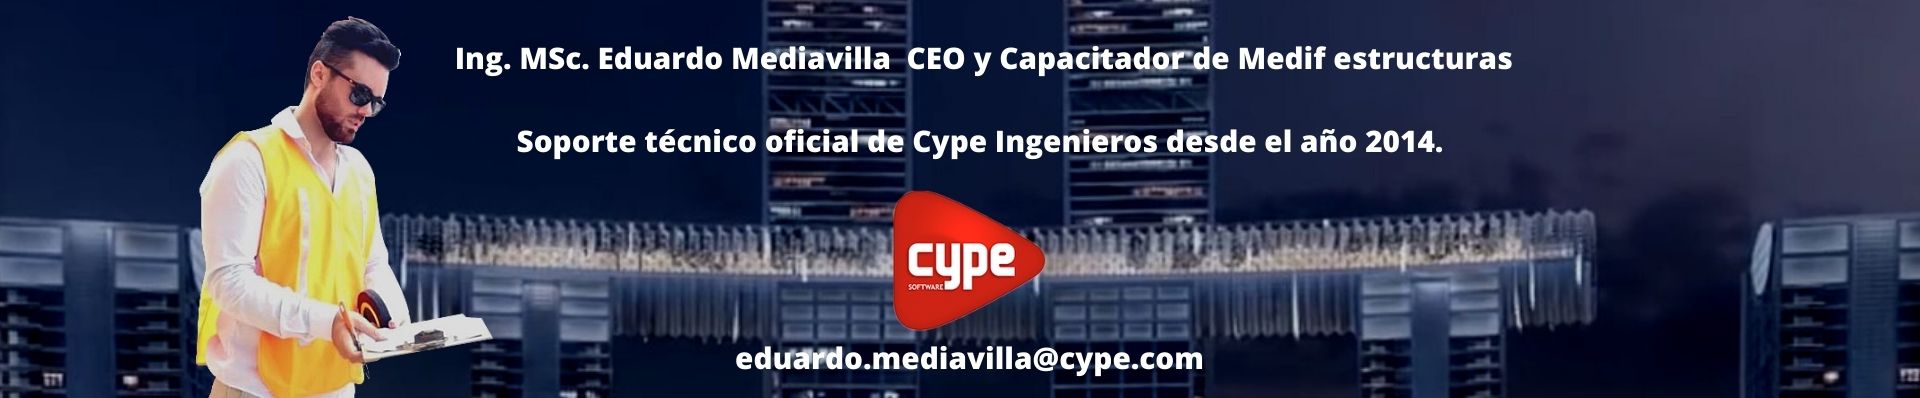 Ing. MSc. Eduardo Mediavilla  CEO y Capacitador de Medif estructuras
Soporte técnico oficial de Cype Ingenieros desde el año 2014.
cype
SOFTWARE
eduardo.mediavilla@cype.com